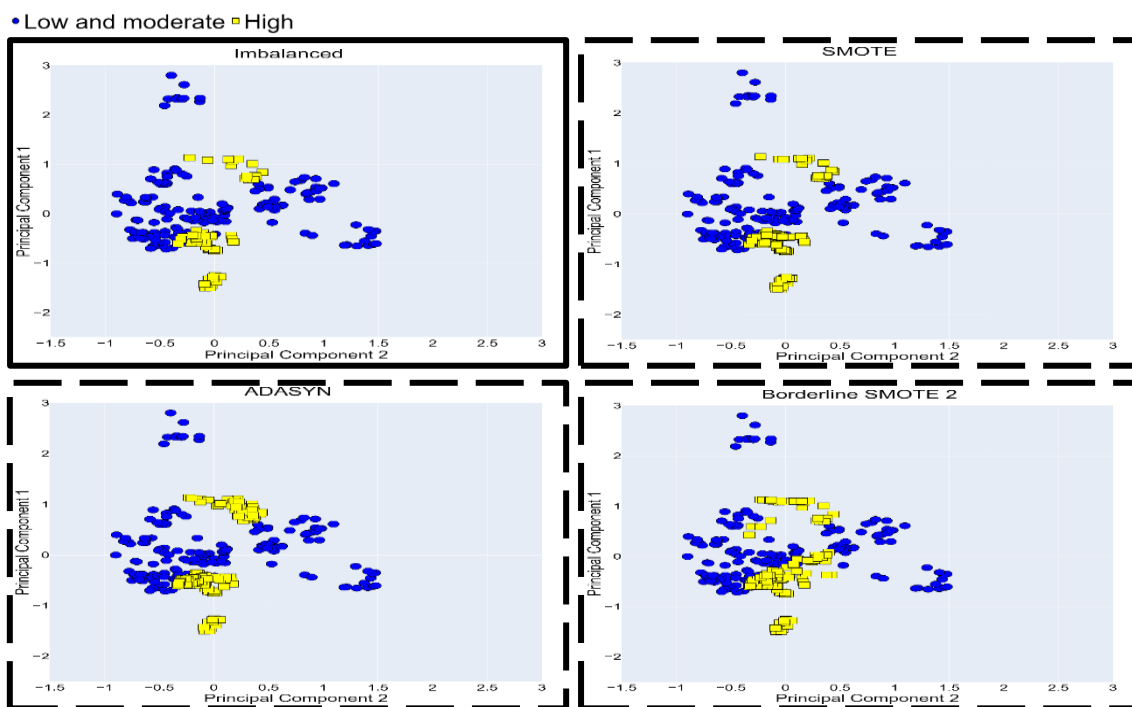 Low and moderate High
Imbalanced
3
2
1
0
−1
−2
Principal Component 1
−1.5 −1 −0.5 0 0.5 1 1.5 2 2.5 3
Principal Component 2
SMOTE
3
2
1
0
−1
−2
Principal Component 1
−1.5 −1 −0.5 0 0.5 1 1.5 2 2.5 3
Principal Component 2
ADASYN
3
2
1
0
−1
−2
Principal Component 1
−1.5 −1 −0.5 0 0.5 1 1.5 2 2.5 3
Principal Component 2
Borderline SMOTE 2
3
2
1
0
−1
−2
Principal Component 1
−1.5 −1 −0.5 0 0.5 1 1.5 2 2.5 3
Principal Component 2